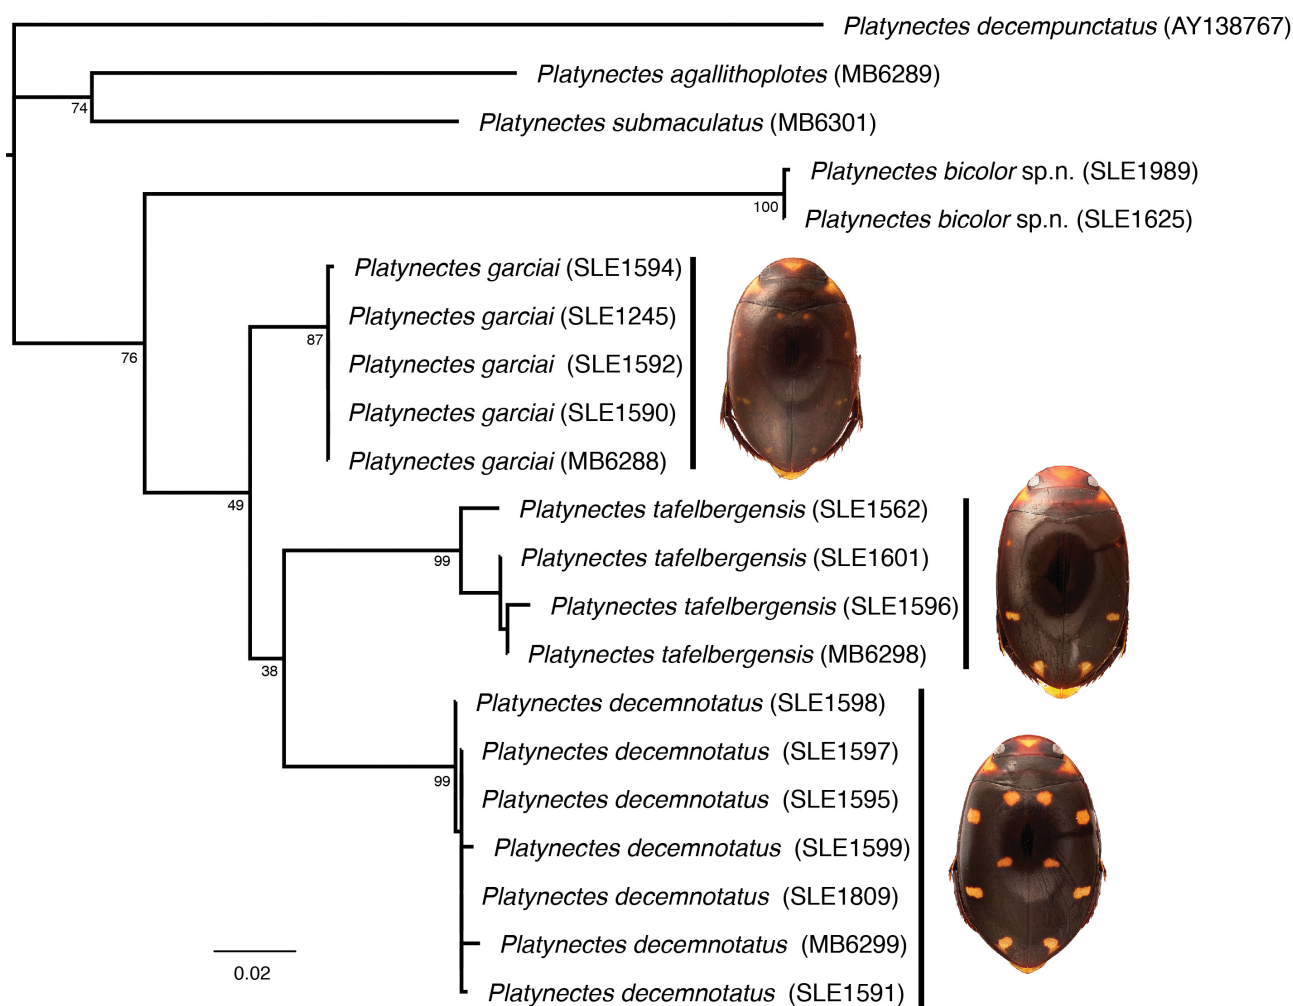 Platynectes decempunctatus (AY138767)
Platynectes agallithoplotes (MB6289)
74
Platynectes submaculatus (MB6301)
Platynectes bicolor sp.n. (SLE1989)
100
Platynectes bicolor sp.n. (SLE1625)
Platynectes garciai (SLE1594)
Platynectes garciai (SLE1245)
87
76
Platynectes garciai (SLE1592)
Platynectes garciai (SLE1590)
Platynectes garciai (MB6288)
49
Platynectes tafelbergensis (SLE1562)
99
Platynectes tafelbergensis (SLE1601)
Platynectes tafelbergensis (SLE1596)
Platynectes tafelbergensis (MB6298)
38
Platynectes decemnotatus (SLE1598)
Platynectes decemnotatus (SLE1597)
99
Platynectes decemnotatus (SLE1595)
Platynectes decemnotatus (SLE1599)
Platynectes decemnotatus (SLE1809)
Platynectes decemnotatus (MB6299)
0.02
Platynectes decemnotatus (SLE1591)